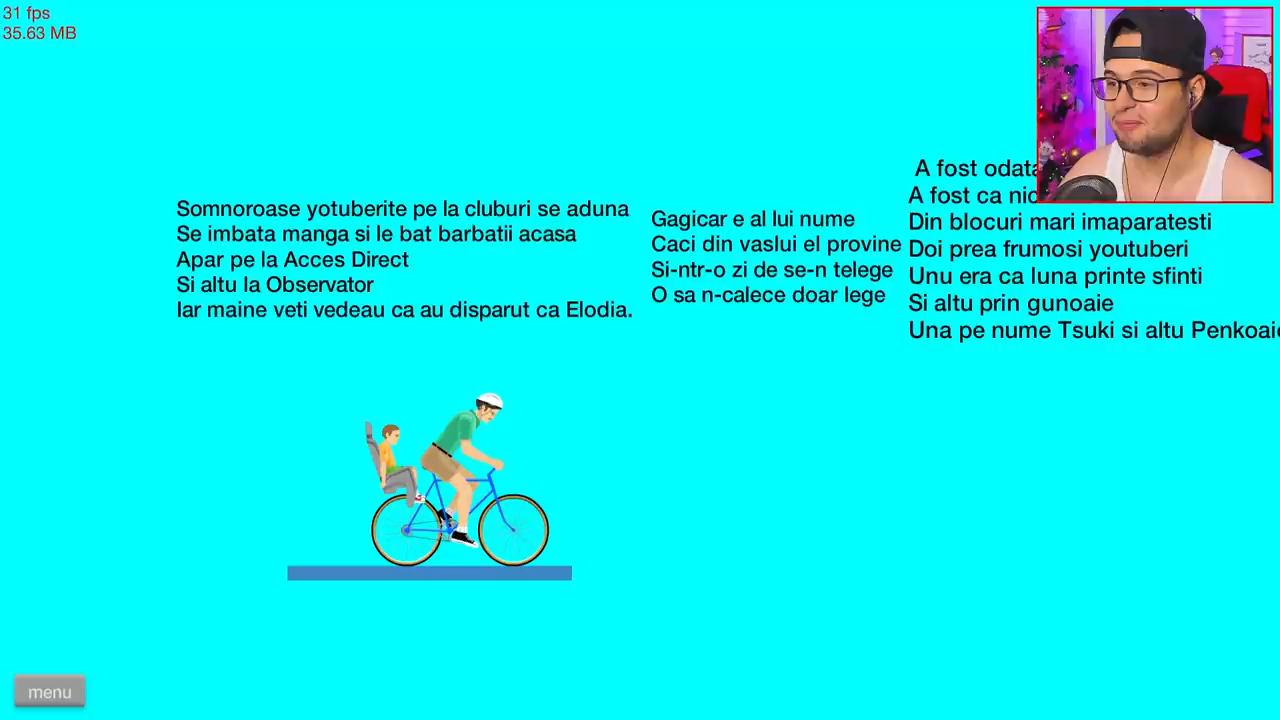 31 fps
35.63 MB
Somnoroase yotuberite pe la cluburi se aduna
Se imbata manga si le bat barbatii acasa
Apar pe la Acces Direct
Si altu la Observator
Iar maine veti vedeau ca au disparut ca Elodia.
Gagicar e al lui nume
Caci din vaslui el provine
Si-ntr-o zi de se-n telege
O sa n-calece doar lege
A fost odata
A fost ca
Din blocuri mari imaparatesti
Doi prea frumosi youtuberi
Unu era ca luna printe sfinti
Si altu prin gunoaie
Una pe nume Tsuki si altu
menu